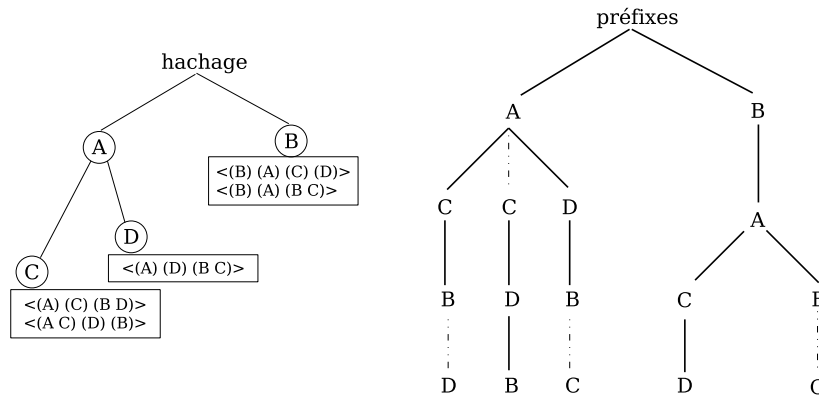 hachage
A
B
<(B) (A) (C) (D)>
<(B) (A) (B C)>
D
<(A) (D) (B C)>
C
<(A) (C) (B D)>
<(A C) (D) (B)>
préfixes
A
B
C
C
D
A
B
D
B
C
D
B
C
D